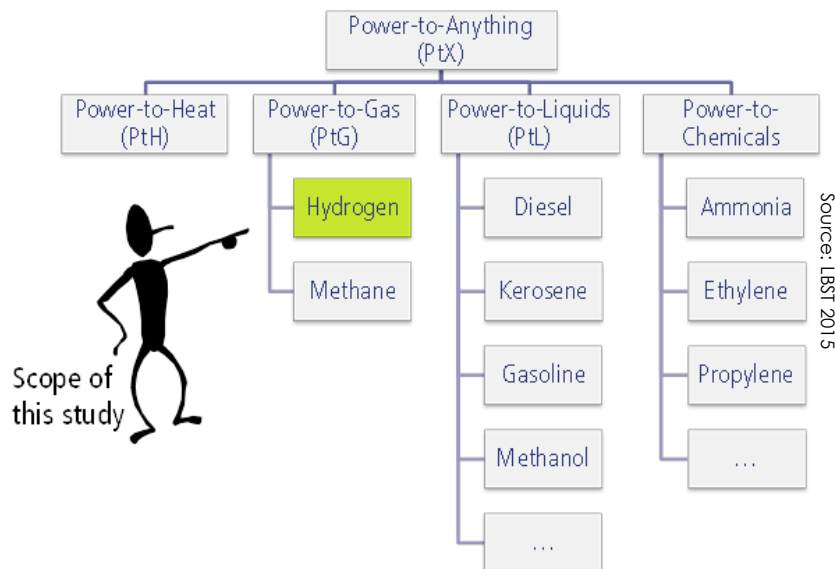 Power-to-Anything
(PtX)
Power-to-Heat
(PtH)
Power-to-Gas
(PtG)
Power-to-Liquids
(PtL)
Power-to-
Chemicals
Hydrogen
Methane
Diesel
Kerosene
Gasoline
Methanol
...
Ammonia
Ethylene
Propylene
...
Scope of
this study
Source: LBST 2015